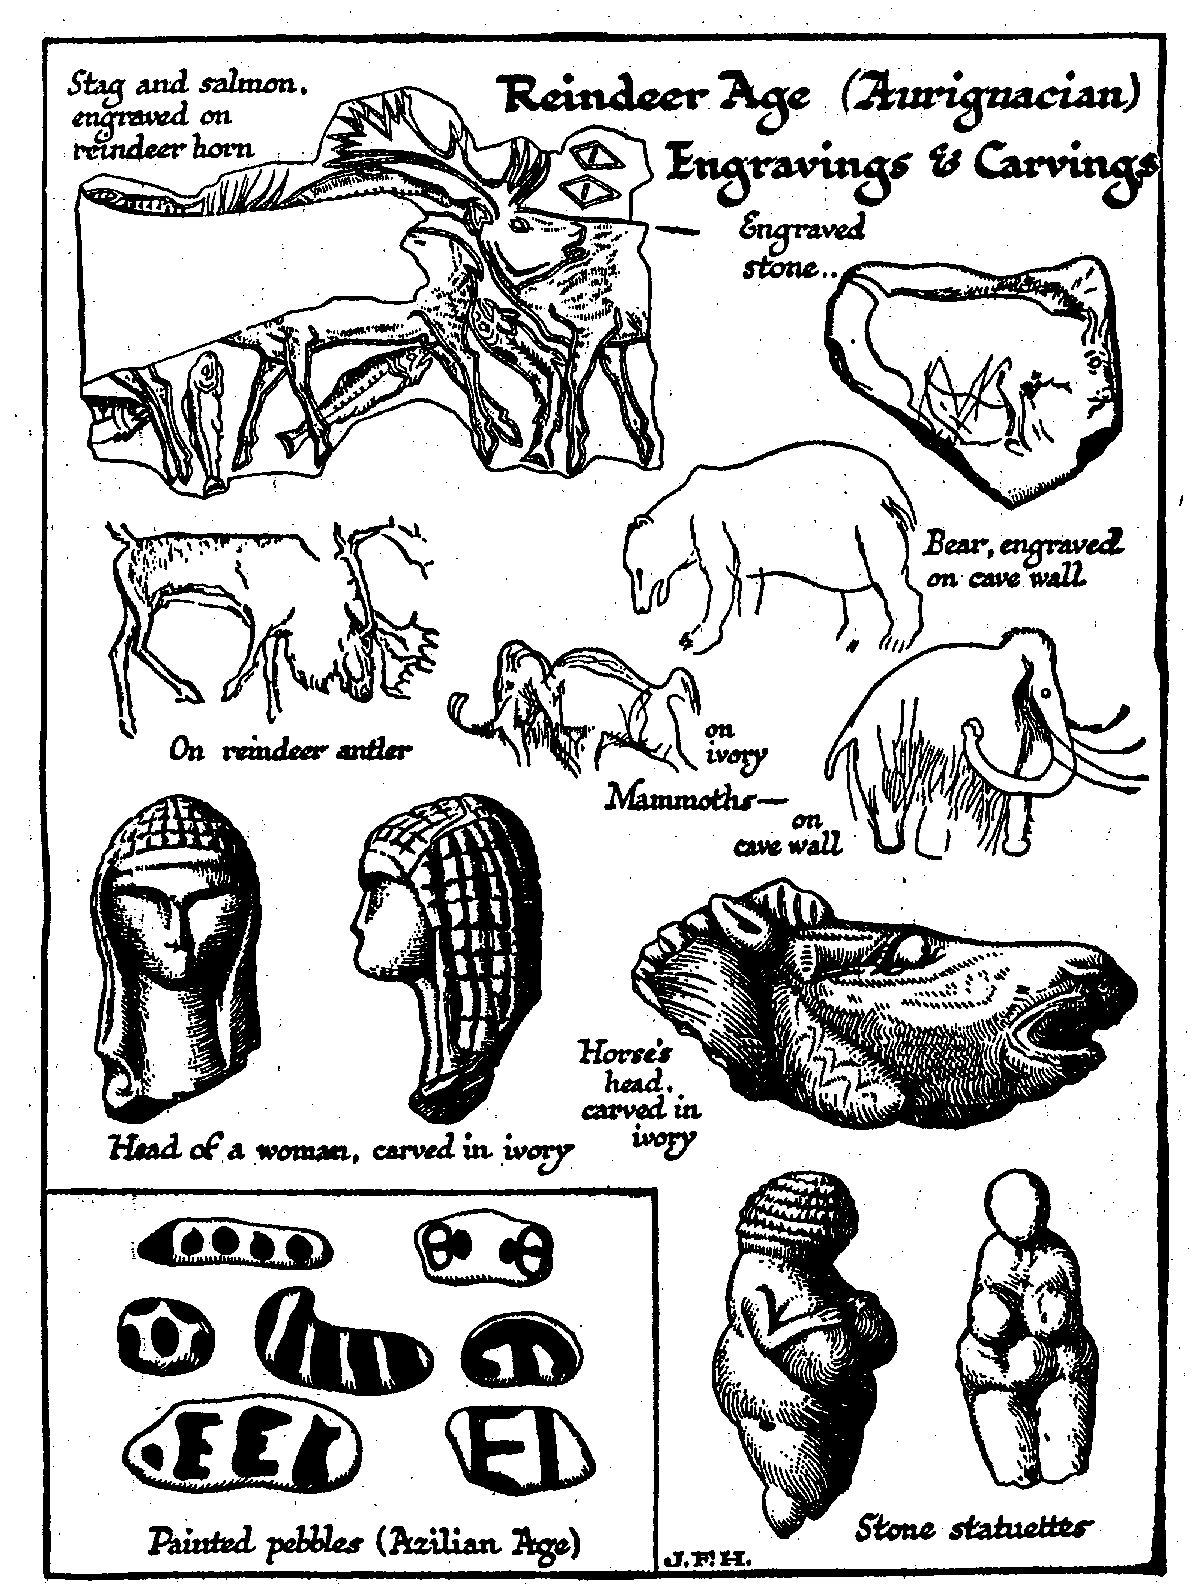 Stag and salmon,
engraved on
reindeer horn
Reindeer Age (Aurignacian)
Engravings & Carvings
Engraved
stone..
Bear, engraved
on cave wall
On reindeer antler
on
ivory
Mammoths—
on
cave wall
Head of a woman, carved in ivory
Horse's
head,
carved in
ivory
Painted pebbles (Azilian Age)
Stone statuettes
J.F.H.